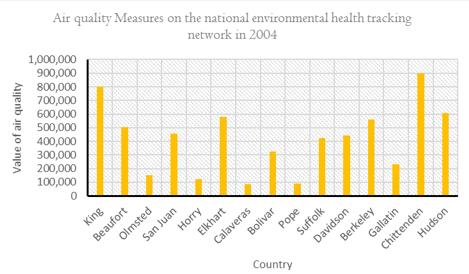 Air quality Measures on the national environmental health tracking
network in 2004
Value of air quality
1,000,000
900,000
800,000
700,000
600,000
500,000
400,000
300,000
200,000
100,000
0
King
Beaufort
Olmsted
San Juan
Horry
Elkhart
Calaveras
Bolivar
Pope
Suffolk
Davidson
Berkeley
Gallatin
Chittenden
Hudson
Country